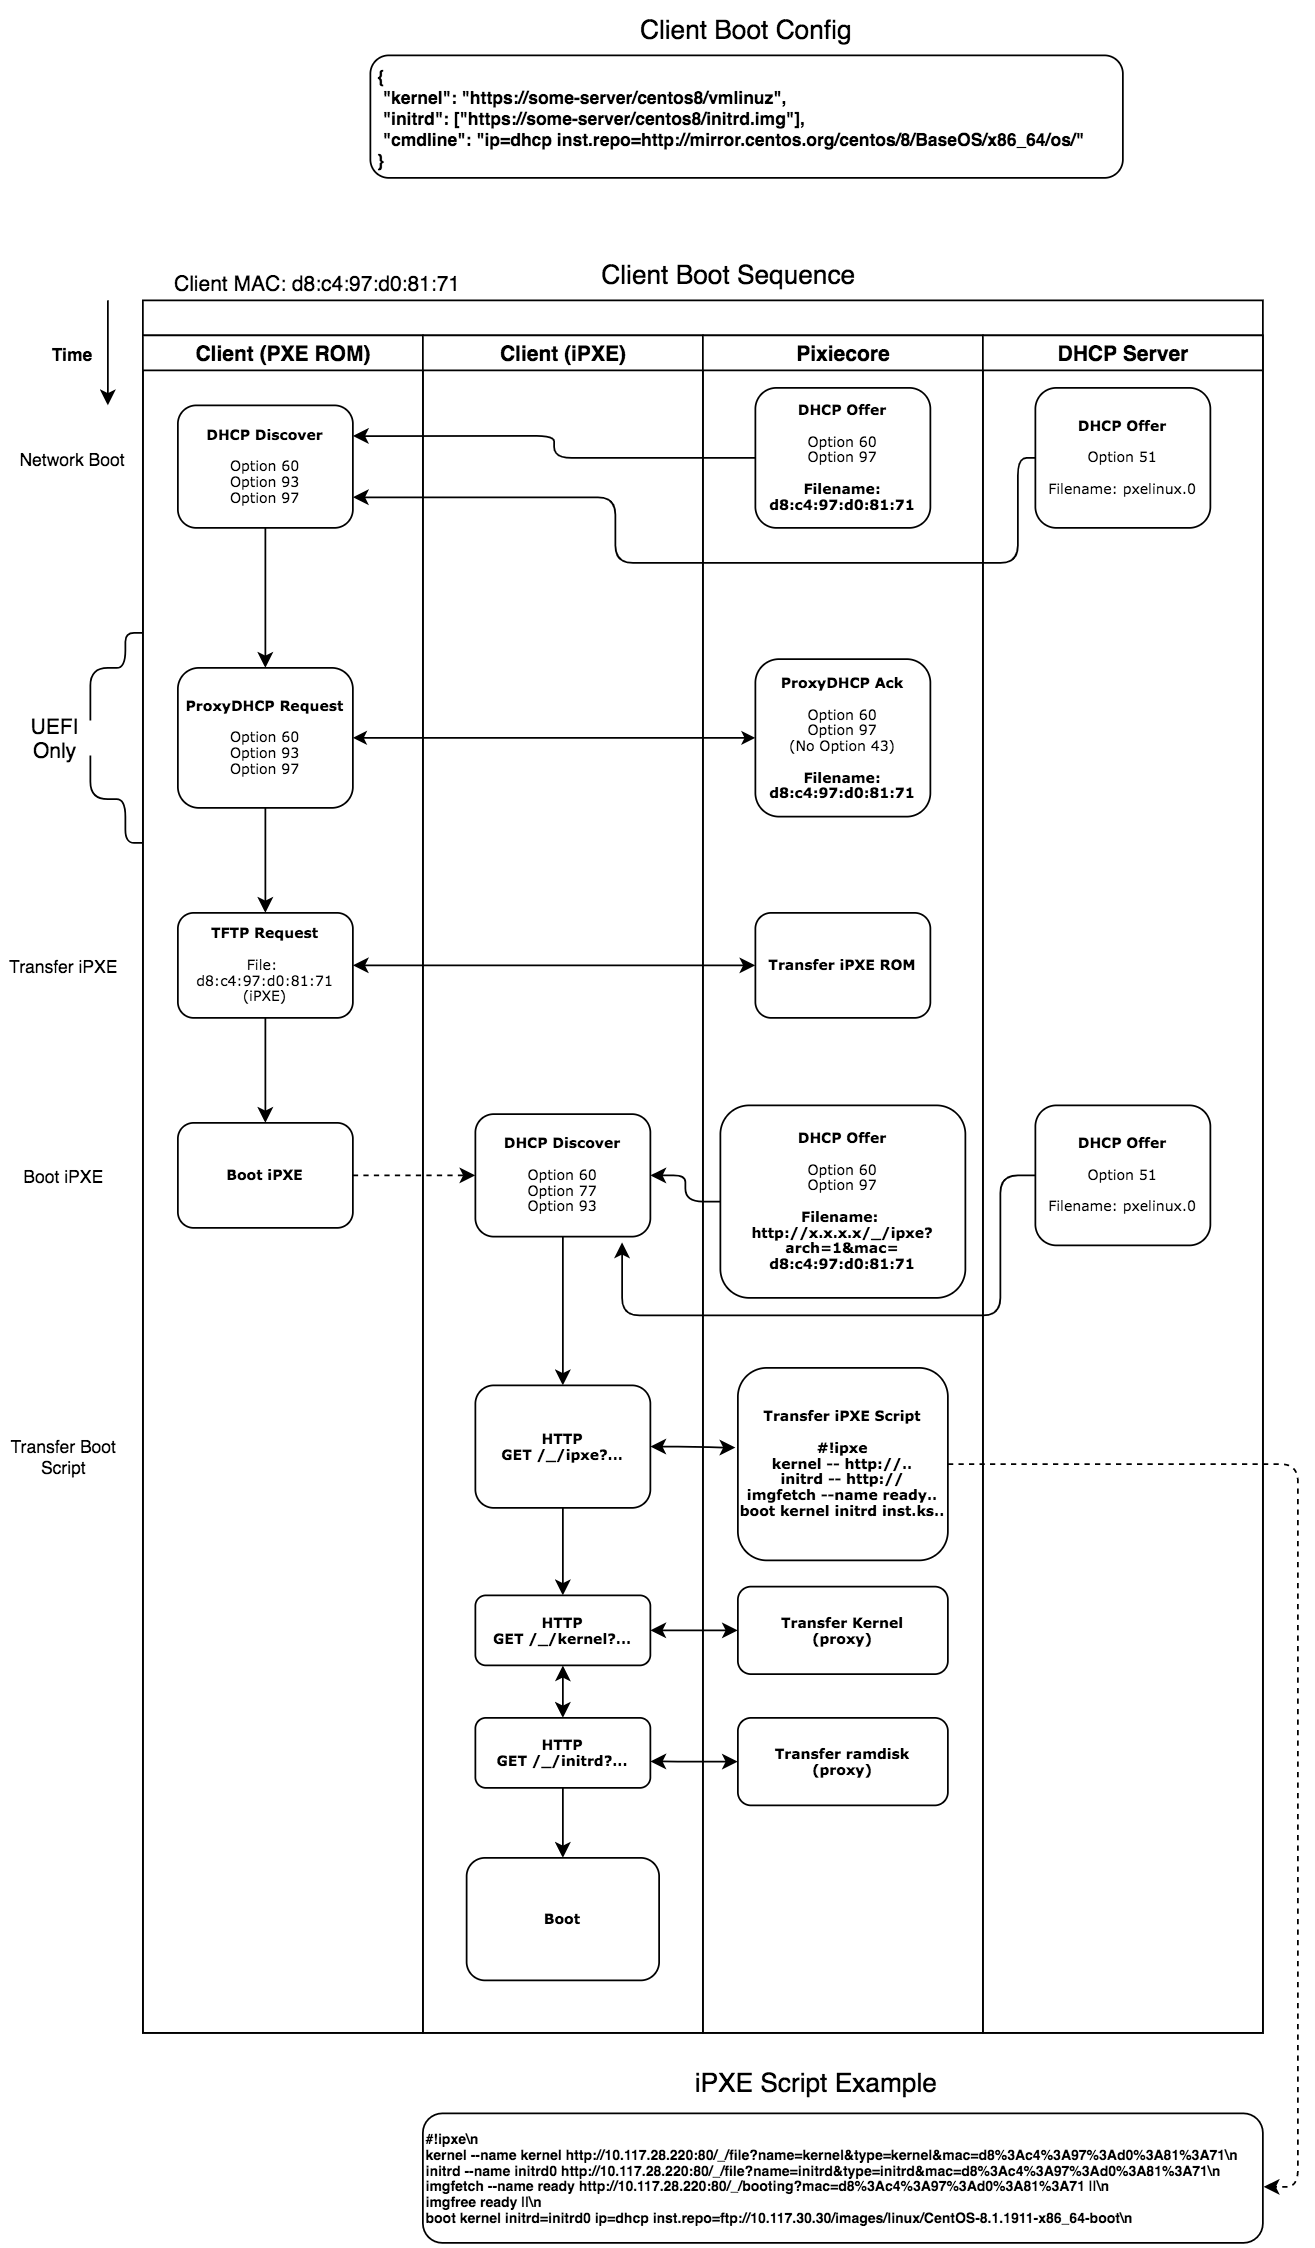 Client Boot Config
{
"kernel": "https://some-server/centos8/vmlinuz",
"initrd": ["https://some-server/centos8/initrd.img"],
"cmdline": "ip=dhcp inst.repo=http://mirror.centos.org/centos/8/BaseOS/x86_64/os/"
}
Client MAC: d8:c4:97:d0:81:71
Client Boot Sequence
Time
Client (PXE ROM)
Client (iPXE)
Pixiecore
DHCP Server
Network Boot
DHCP Discover
Option 60
Option 93
Option 97
DHCP Offer
Option 60
Option 97
Filename:
d8:c4:97:d0:81:71
DHCP Offer
Option 51
Filename: pxelinux.0
UEFI
Only
ProxyDHCP Request
Option 60
Option 93
Option 97
ProxyDHCP Ack
Option 60
Option 97
(No Option 43)
Filename:
d8:c4:97:d0:81:71
Transfer iPXE
TFTP Request
File:
d8:c4:97:d0:81:71
(iPXE)
Transfer iPXE ROM
Boot iPXE
Boot iPXE
DHCP Discover
Option 60
Option 77
Option 93
DHCP Offer
Option 60
Option 97
Filename:
http://x.x.x.x/_/ipxe?
arch=1&mac=
d8:c4:97:d0:81:71
DHCP Offer
Option 51
Filename: pxelinux.0
Transfer Boot
Script
HTTP
GET /_/ipxe?...
Transfer iPXE Script
#!ipxe
kernel -- http://..
initrd -- http://
imgfetch --name ready..
boot kernel initrd inst.ks..
HTTP
GET /_/kernel?...
Transfer Kernel
(proxy)
HTTP
GET /_/initrd?...
Transfer ramdisk
(proxy)
Boot
iPXE Script Example
#!ipxe\n
kernel --name kernel http://10.117.28.220:80/_/file?name=kernel&type=kernel&mac=d8%3Ac4%3A97%3Ad0%3A81%3A71\n
initrd --name initrd0 http://10.117.28.220:80/_/file?name=initrd&type=initrd&mac=d8%3Ac4%3A97%3Ad0%3A81%3A71\n
imgfetch --name ready http://10.117.28.220:80/_/booting?mac=d8%3Ac4%3A97%3Ad0%3A81%3A71 ||\n
imgfree ready ||\n
boot kernel initrd=initrd0 ip=dhcp inst.repo=ftp://10.117.30.30/images/linux/CentOS-8.1.1911-x86_64-boot\n